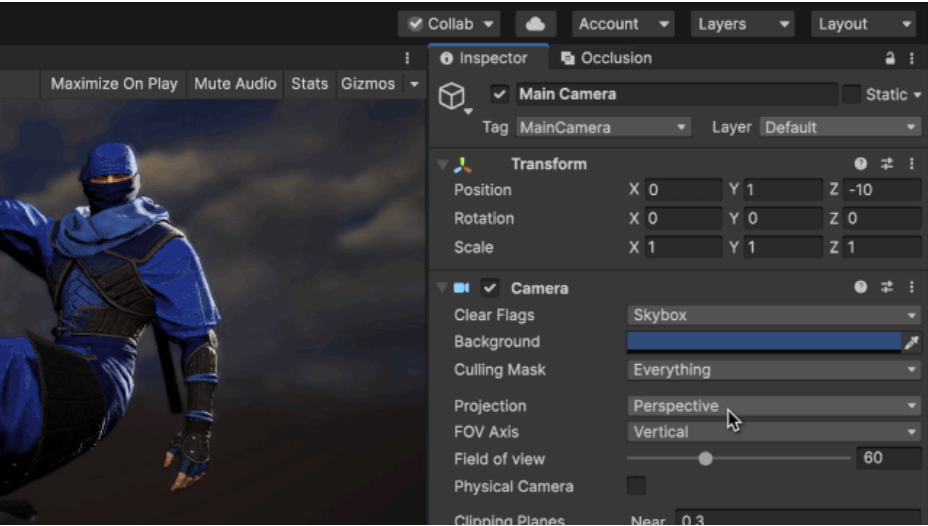 Collab Account Layers Layout
Inspector Occlusion
Maximize On Play Mute Audio Stats Gizmos
Main Camera Static
Tag MainCamera Layer Default
Transform
Position X 0 Y 1 Z -10
Rotation X 0 Y 0 Z 0
Scale X 1 Y 1 Z 1
Camera
Clear Flags Skybox
Background
Culling Mask Everything
Projection Perspective
FOV Axis Vertical
Field of view 60
Physical Camera
Clipping Planes Near 0.3